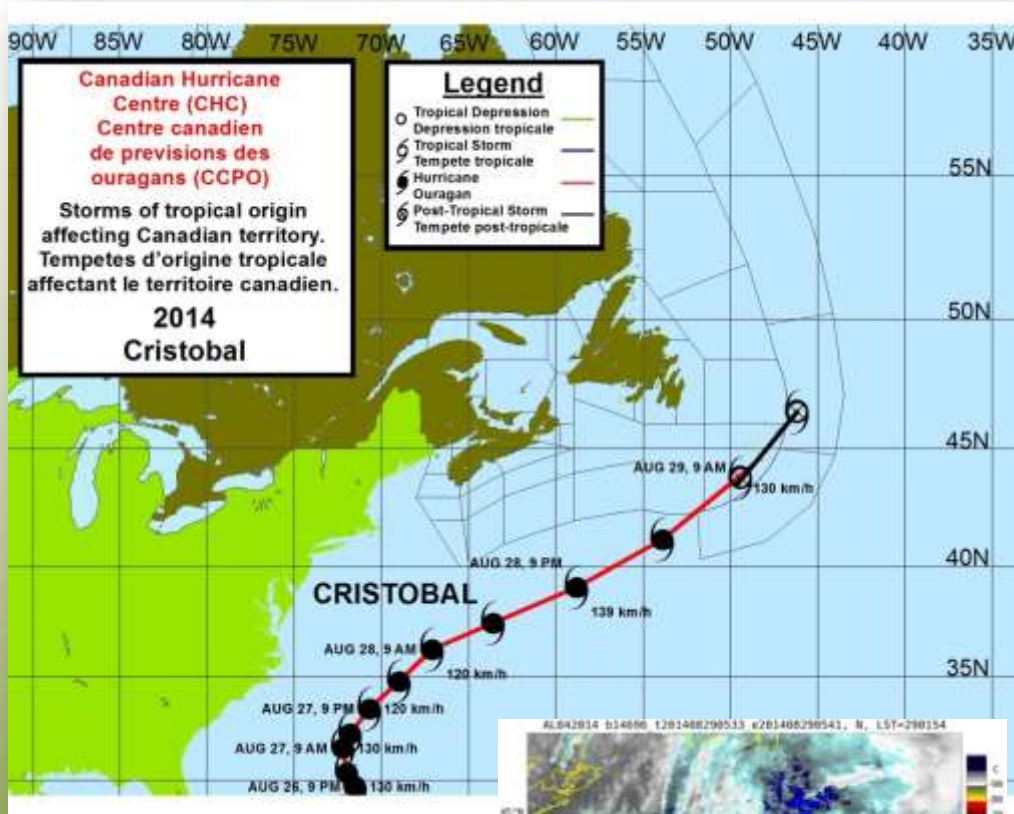 90W 85W 80W 75W 70W 65W 60W 55W 50W 45W 40W 35W
Canadian Hurricane
Centre (CHC)
Centre canadien
de previsions des
ouragans (CCPO)
Storms of tropical origin
affecting Canadian territory.
Tempetes d'origine tropicale
affectant le territoire canadien.
2014
Cristobal
Legend
Tropical Depression
Depression tropicale
Tropical Storm
Tempete tropicale
Hurricane
Ouragan
Post-Tropical Storm
Tempete post-tropicale
55N
50N
45N
AUG 29, 9 AM
130 km/h
40N
AUG 28, 9 PM
CRISTOBAL
139 km/h
AUG 28, 9 AM
120 km/h
35N
AUG 27, 9 PM
120 km/h
AUG 27, 9 AM
130 km/h
AUG 26, 9 PM
130 km/h